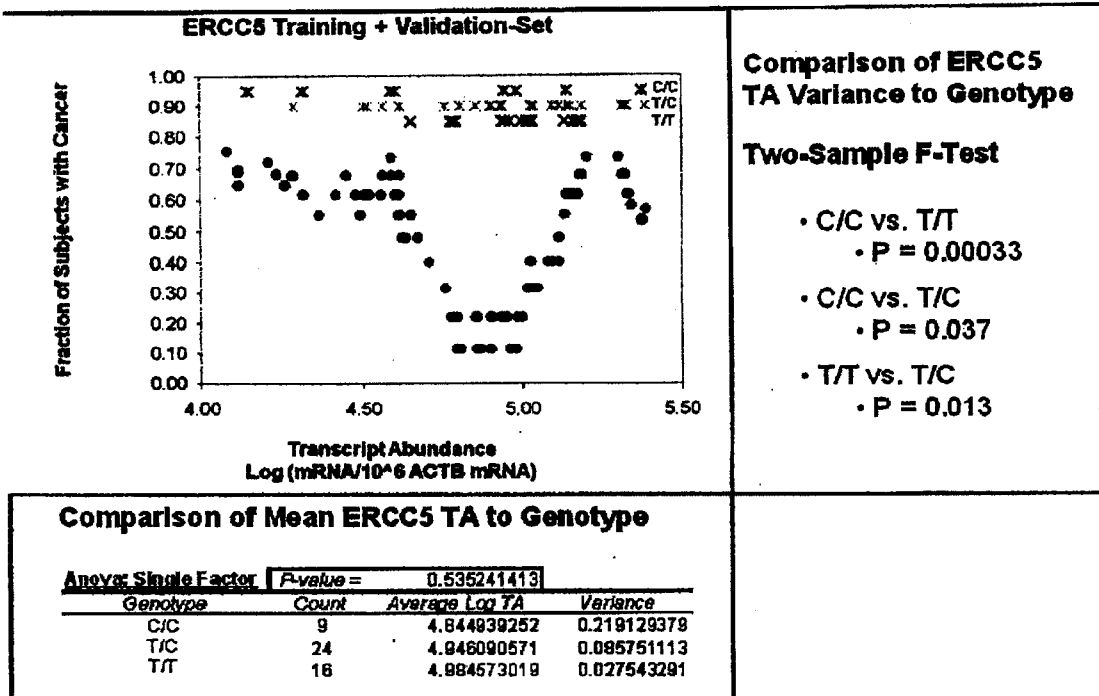 ERCC5 Training + Validation-Set
Fraction of Subjects with Cancer
1.00
0.90
0.80
0.70
0.60
0.50
0.40
0.30
0.20
0.10
0.00
C/C
T/C
T/T
4.00 4.50 5.00 5.50
Transcript Abundance
Log (mRNA/10^6 ACTB mRNA)
Comparison of ERCC5
TA Variance to Genotype
Two-Sample F-Test
• C/C vs. T/T
• P = 0.00033
• C/C vs. T/C
• P = 0.037
• T/T vs. T/C
• P = 0.013
Comparison of Mean ERCC5 TA to Genotype
Anova: Single Factor P-value = 0.535241413
Genotype Count Average Log TA Variance
C/C 9 4.844939252 0.219129379
T/C 24 4.946090571 0.085751113
T/T 16 4.984573019 0.027543291